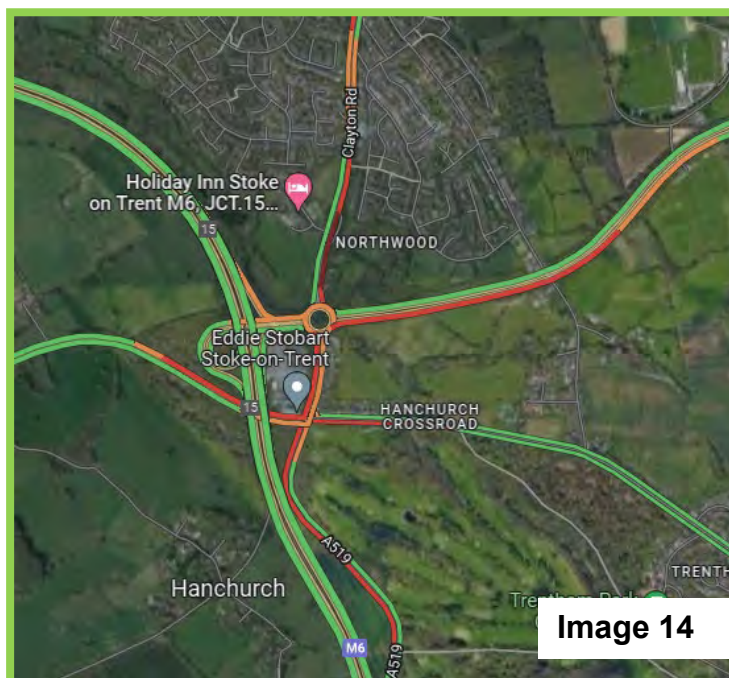 Clayton Rd
Holiday Inn Stoke
on Trent M6, JCT.15...
15
NORTHWOOD
Eddie Stobart
Stoke-on-Trent
15
HANCHURCH
CROSSROAD
A519
TRENTH
Hanchurch
Image 14
M6
A519